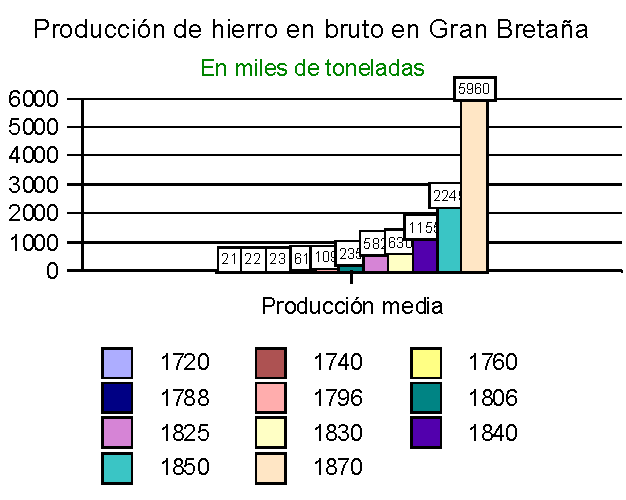 Producción de hierro en bruto en Gran Bretaña
En miles de toneladas
6000
5000
4000
3000
2000
1000
0
21 22 23 61 109 235 582 630 1155 2245 5960
Producción media
1720 1740 1760
1788 1796 1806
1825 1830 1840
1850 1870